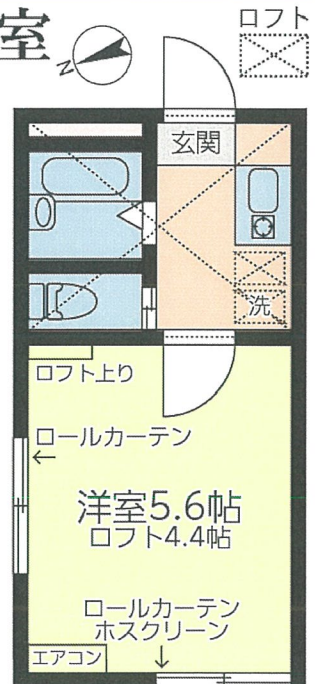 室
ロフト
N
玄関
洗
ロフト上り
ロールカーテン
←
洋室5.6帖
ロフト4.4帖
ロールカーテン
ホスクリーン
エアコン
↓